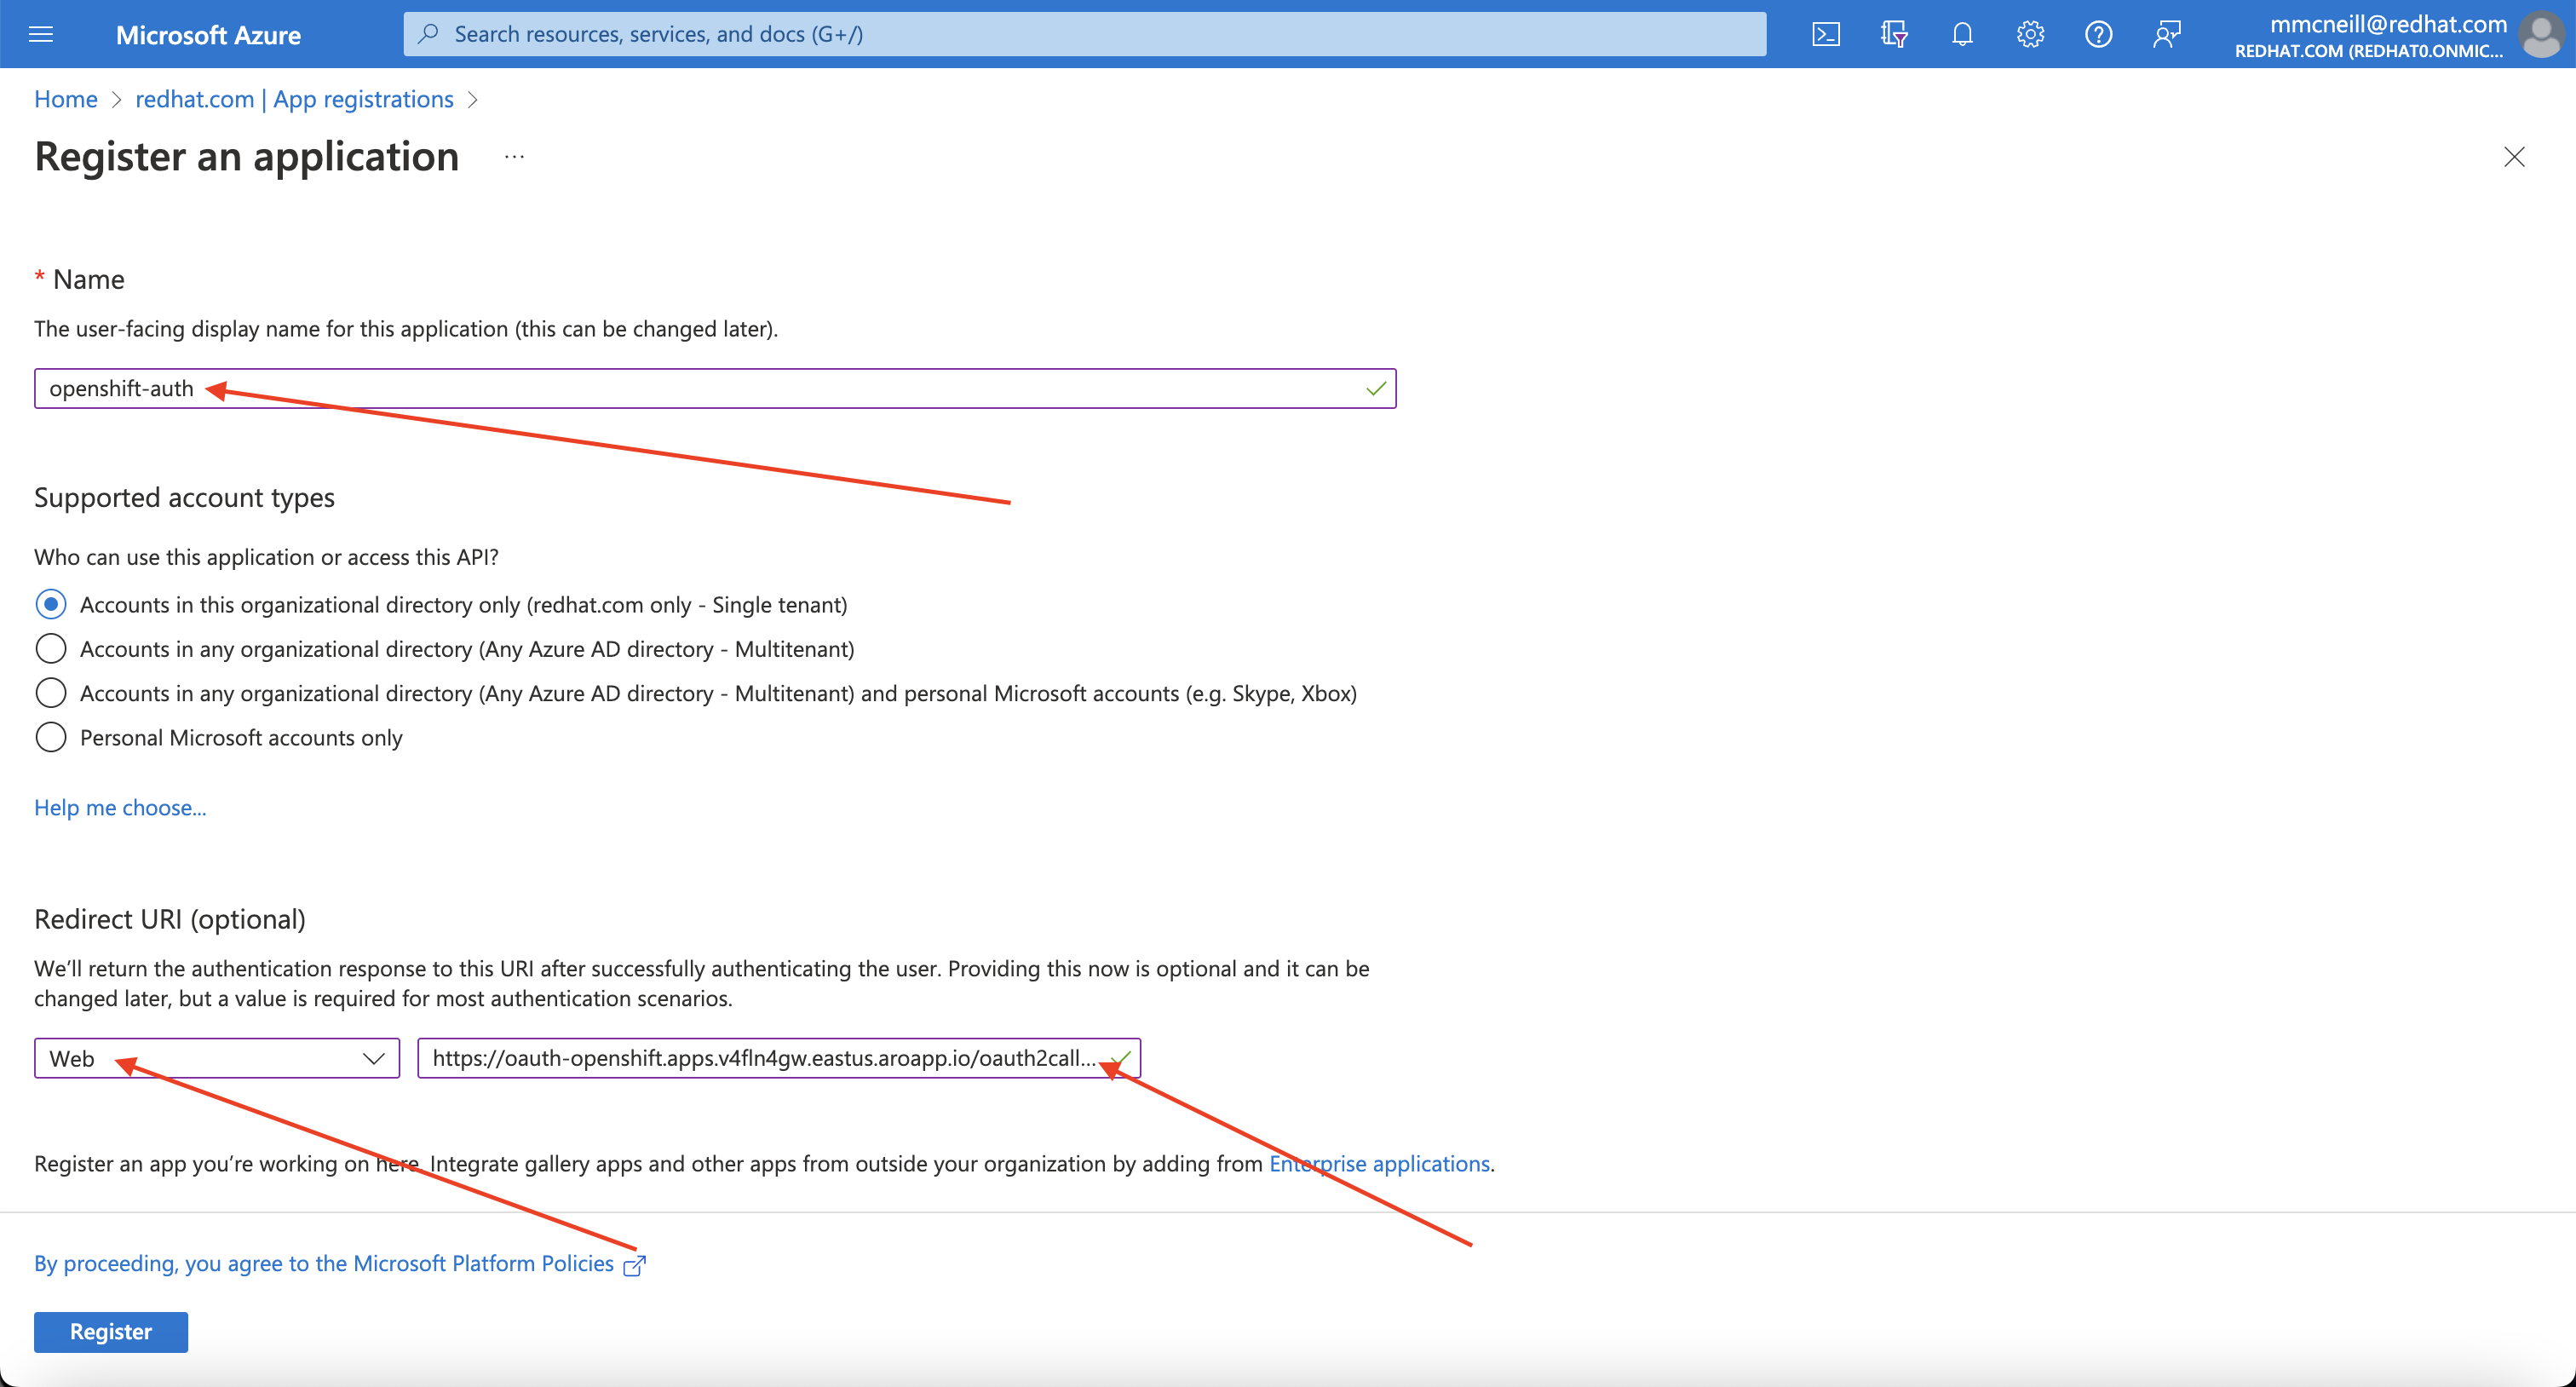 Microsoft Azure
Search resources, services, and docs (G+/)
mmcneill@redhat.com
REDHAT.COM (REDHAT0.ONMIC...
Home > redhat.com | App registrations >
Register an application ...
* Name
The user-facing display name for this application (this can be changed later).
openshift-auth
Supported account types
Who can use this application or access this API?
Accounts in this organizational directory only (redhat.com only - Single tenant)
Accounts in any organizational directory (Any Azure AD directory - Multitenant)
Accounts in any organizational directory (Any Azure AD directory - Multitenant) and personal Microsoft accounts (e.g. Skype, Xbox)
Personal Microsoft accounts only
Help me choose...
Redirect URI (optional)
We’ll return the authentication response to this URI after successfully authenticating the user. Providing this now is optional and it can be
changed later, but a value is required for most authentication scenarios.
Web
https://oauth-openshift.apps.v4fln4gw.eastus.aroapp.io/oauth2call...
Register an app you’re working on here. Integrate gallery apps and other apps from outside your organization by adding from Enterprise applications.
By proceeding, you agree to the Microsoft Platform Policies
Register